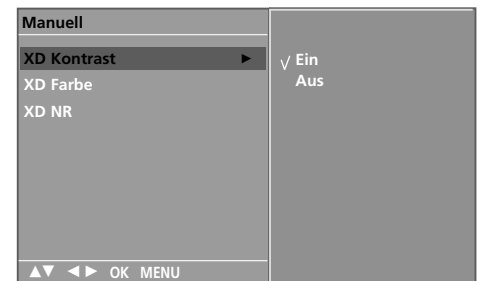 Manuell
XD Kontrast ►
XD Farbe
XD NR
√ Ein
Aus
▲▼ ◄► OK MENU